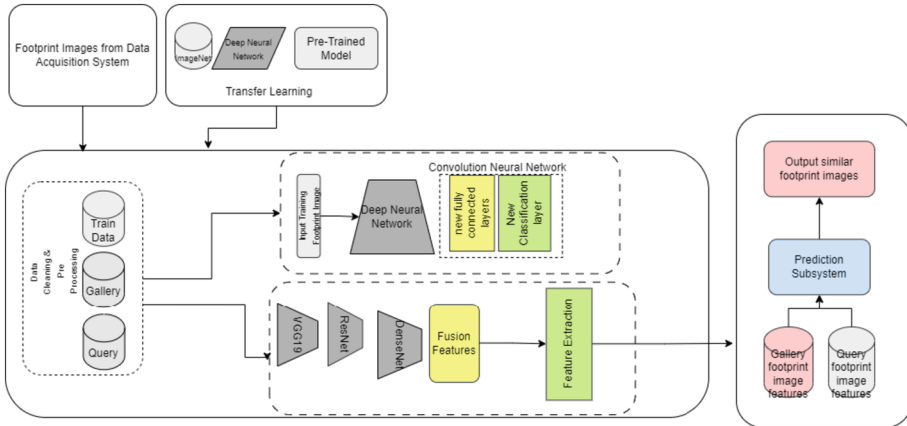 Footprint Images from Data
Acquisition System
ImageNet
Deep Neural
Network
Pre-Trained
Model
Transfer Learning
Data
Cleaning &
Pre
Processing
Train
Data
Gallery
Query
Convolution Neural Network
Input Training
Footprint Image
Deep Neural
Network
new fully
connected
layers
New
Classification
layer
VGG19
ResNet
DenseNet
Fusion
Features
Feature Extraction
Output similar
footprint images
Prediction
Subsystem
Gallery
footprint
image
features
Query
footprint
image
features